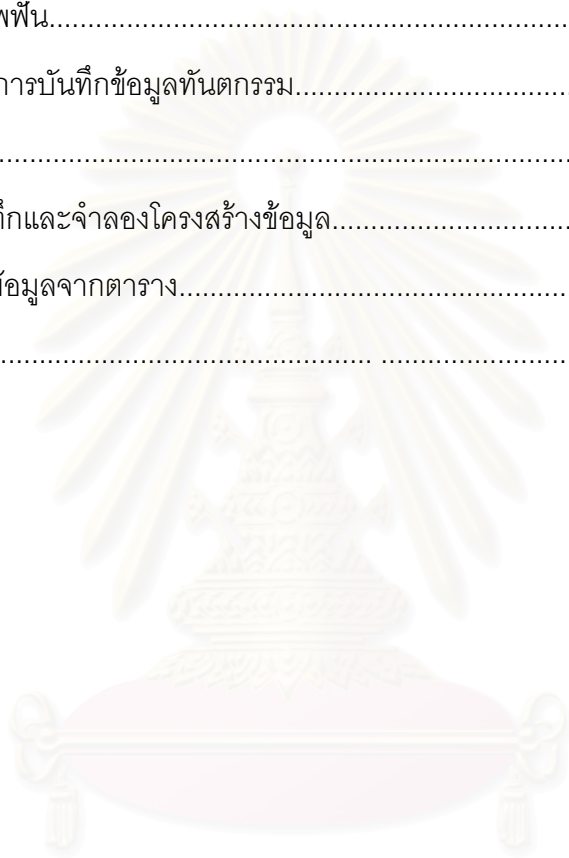 พฟัน................................................................................
การบันทึกข้อมูลทันตกรรม....................................
................................................................................
ทึกและจำลองโครงสร้างข้อมูล...............................
ข้อมูลจากตาราง...................................................
................................................ ........................